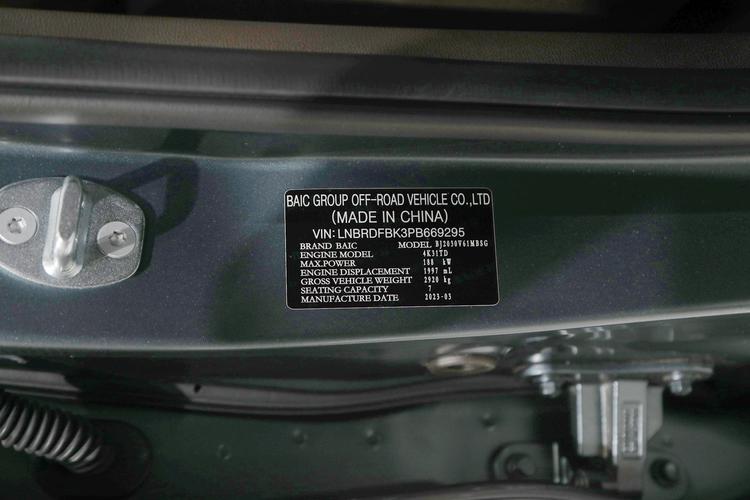 BAIC GROUP OFF-ROAD VEHICLE CO.,LTD
(MADE IN CHINA)
VIN: LNBRDFBK3PB669295
BRAND BAIC MODEL BJ2030V61MBSG
ENGINE MODEL 4K31TD
MAX.POWER 188 kW
ENGINE DISPLACEMENT 1997 mL
GROSS VEHICLE WEIGHT 2920 kg
SEATING CAPACITY 7
MANUFACTURE DATE 2023-03